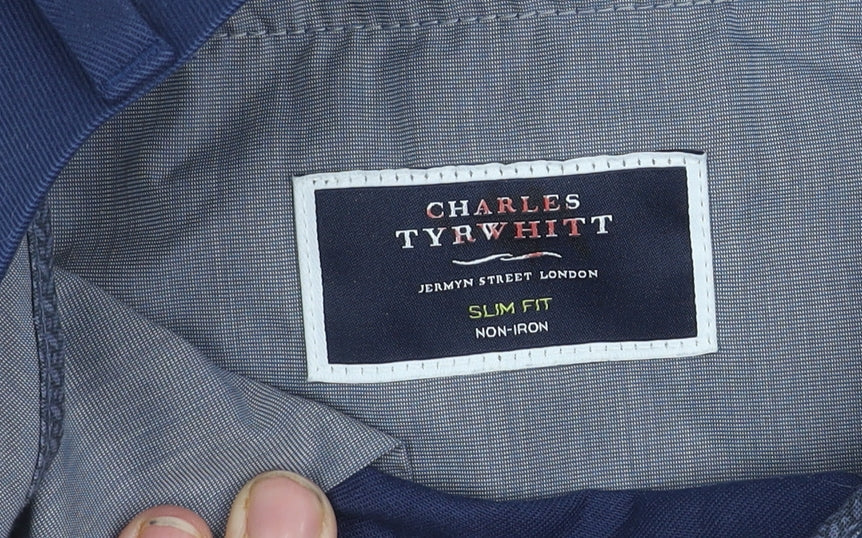 CHARLES
TYRWHITT
JERMYN STREET LONDON
SLIM FIT
NON-IRON